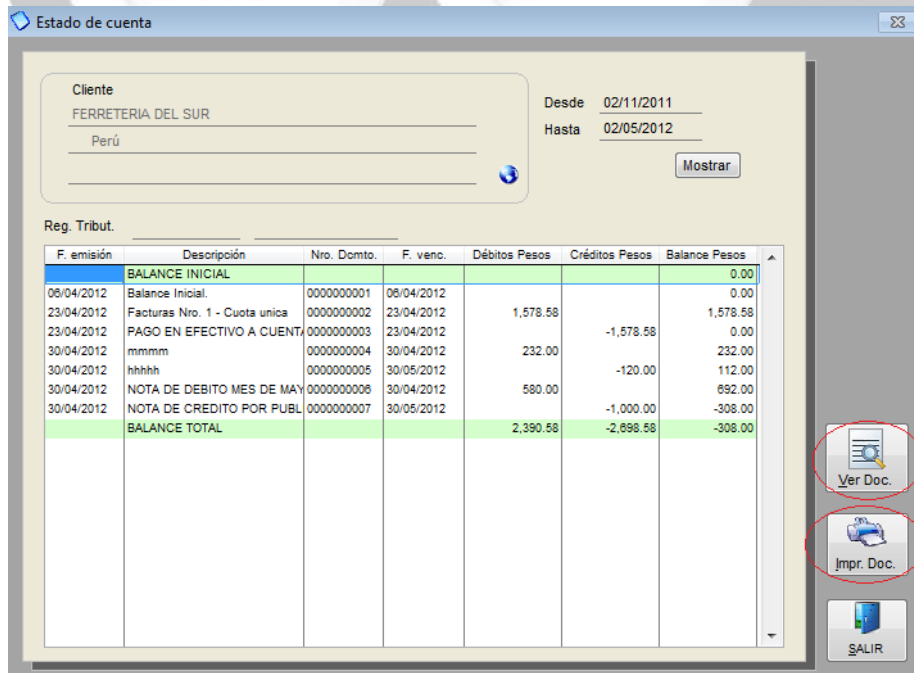 Estado de cuenta
Cliente
FERRETERIA DEL SUR
Perú
Desde 02/11/2011
Hasta 02/05/2012
Mostrar
Reg. Tribut.
F. emisión Descripción Nro. Dcmto. F. venc. Débitos Pesos Créditos Pesos Balance Pesos
BALANCE INICIAL 0.00
06/04/2012 Balance Inicial. 0000000001 06/04/2012 0.00
23/04/2012 Facturas Nro. 1 - Cuota unica 0000000002 23/04/2012 1,578.58 1,578.58
23/04/2012 PAGO EN EFECTIVO A CUENTA 0000000003 23/04/2012 -1,578.58 0.00
30/04/2012 mmmm 0000000004 30/04/2012 232.00 232.00
30/04/2012 hhhhh 0000000005 30/05/2012 -120.00 112.00
30/04/2012 NOTA DE DEBITO MES DE MAY 0000000006 30/04/2012 580.00 692.00
30/04/2012 NOTA DE CREDITO POR PUBL 0000000007 30/05/2012 -1,000.00 -308.00
BALANCE TOTAL 2,390.58 -2,698.58 -308.00
Ver Doc.
Impr. Doc.
SALIR